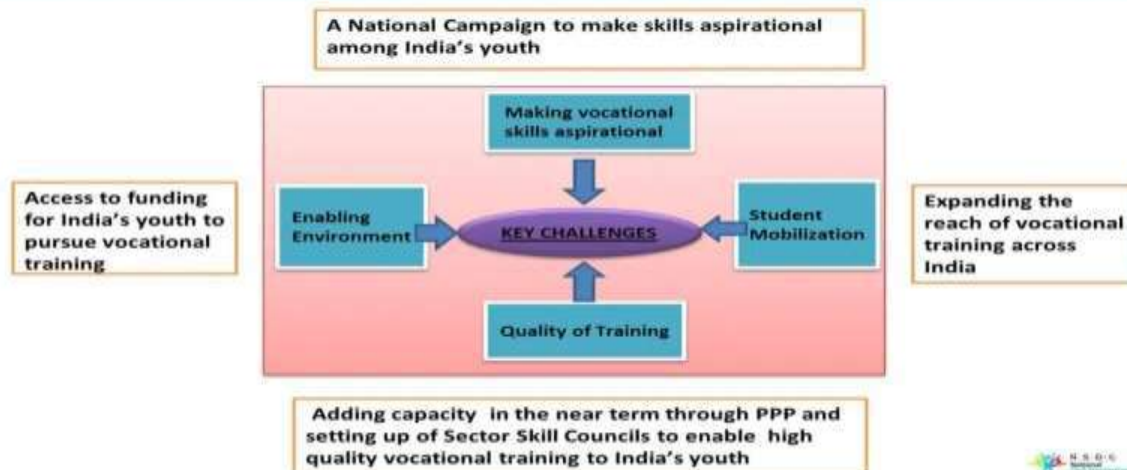 A National Campaign to make skills aspirational
among India's youth
Making vocational
skills aspirational
Access to funding
for India's youth to
pursue vocational
training
Enabling
Environment
KEY CHALLENGES
Student
Mobilization
Expanding the
reach of vocational
training across
India
Quality of Training
Adding capacity in the near term through PPP and
setting up of Sector Skill Councils to enable high
quality vocational training to India's youth
N S D C
National